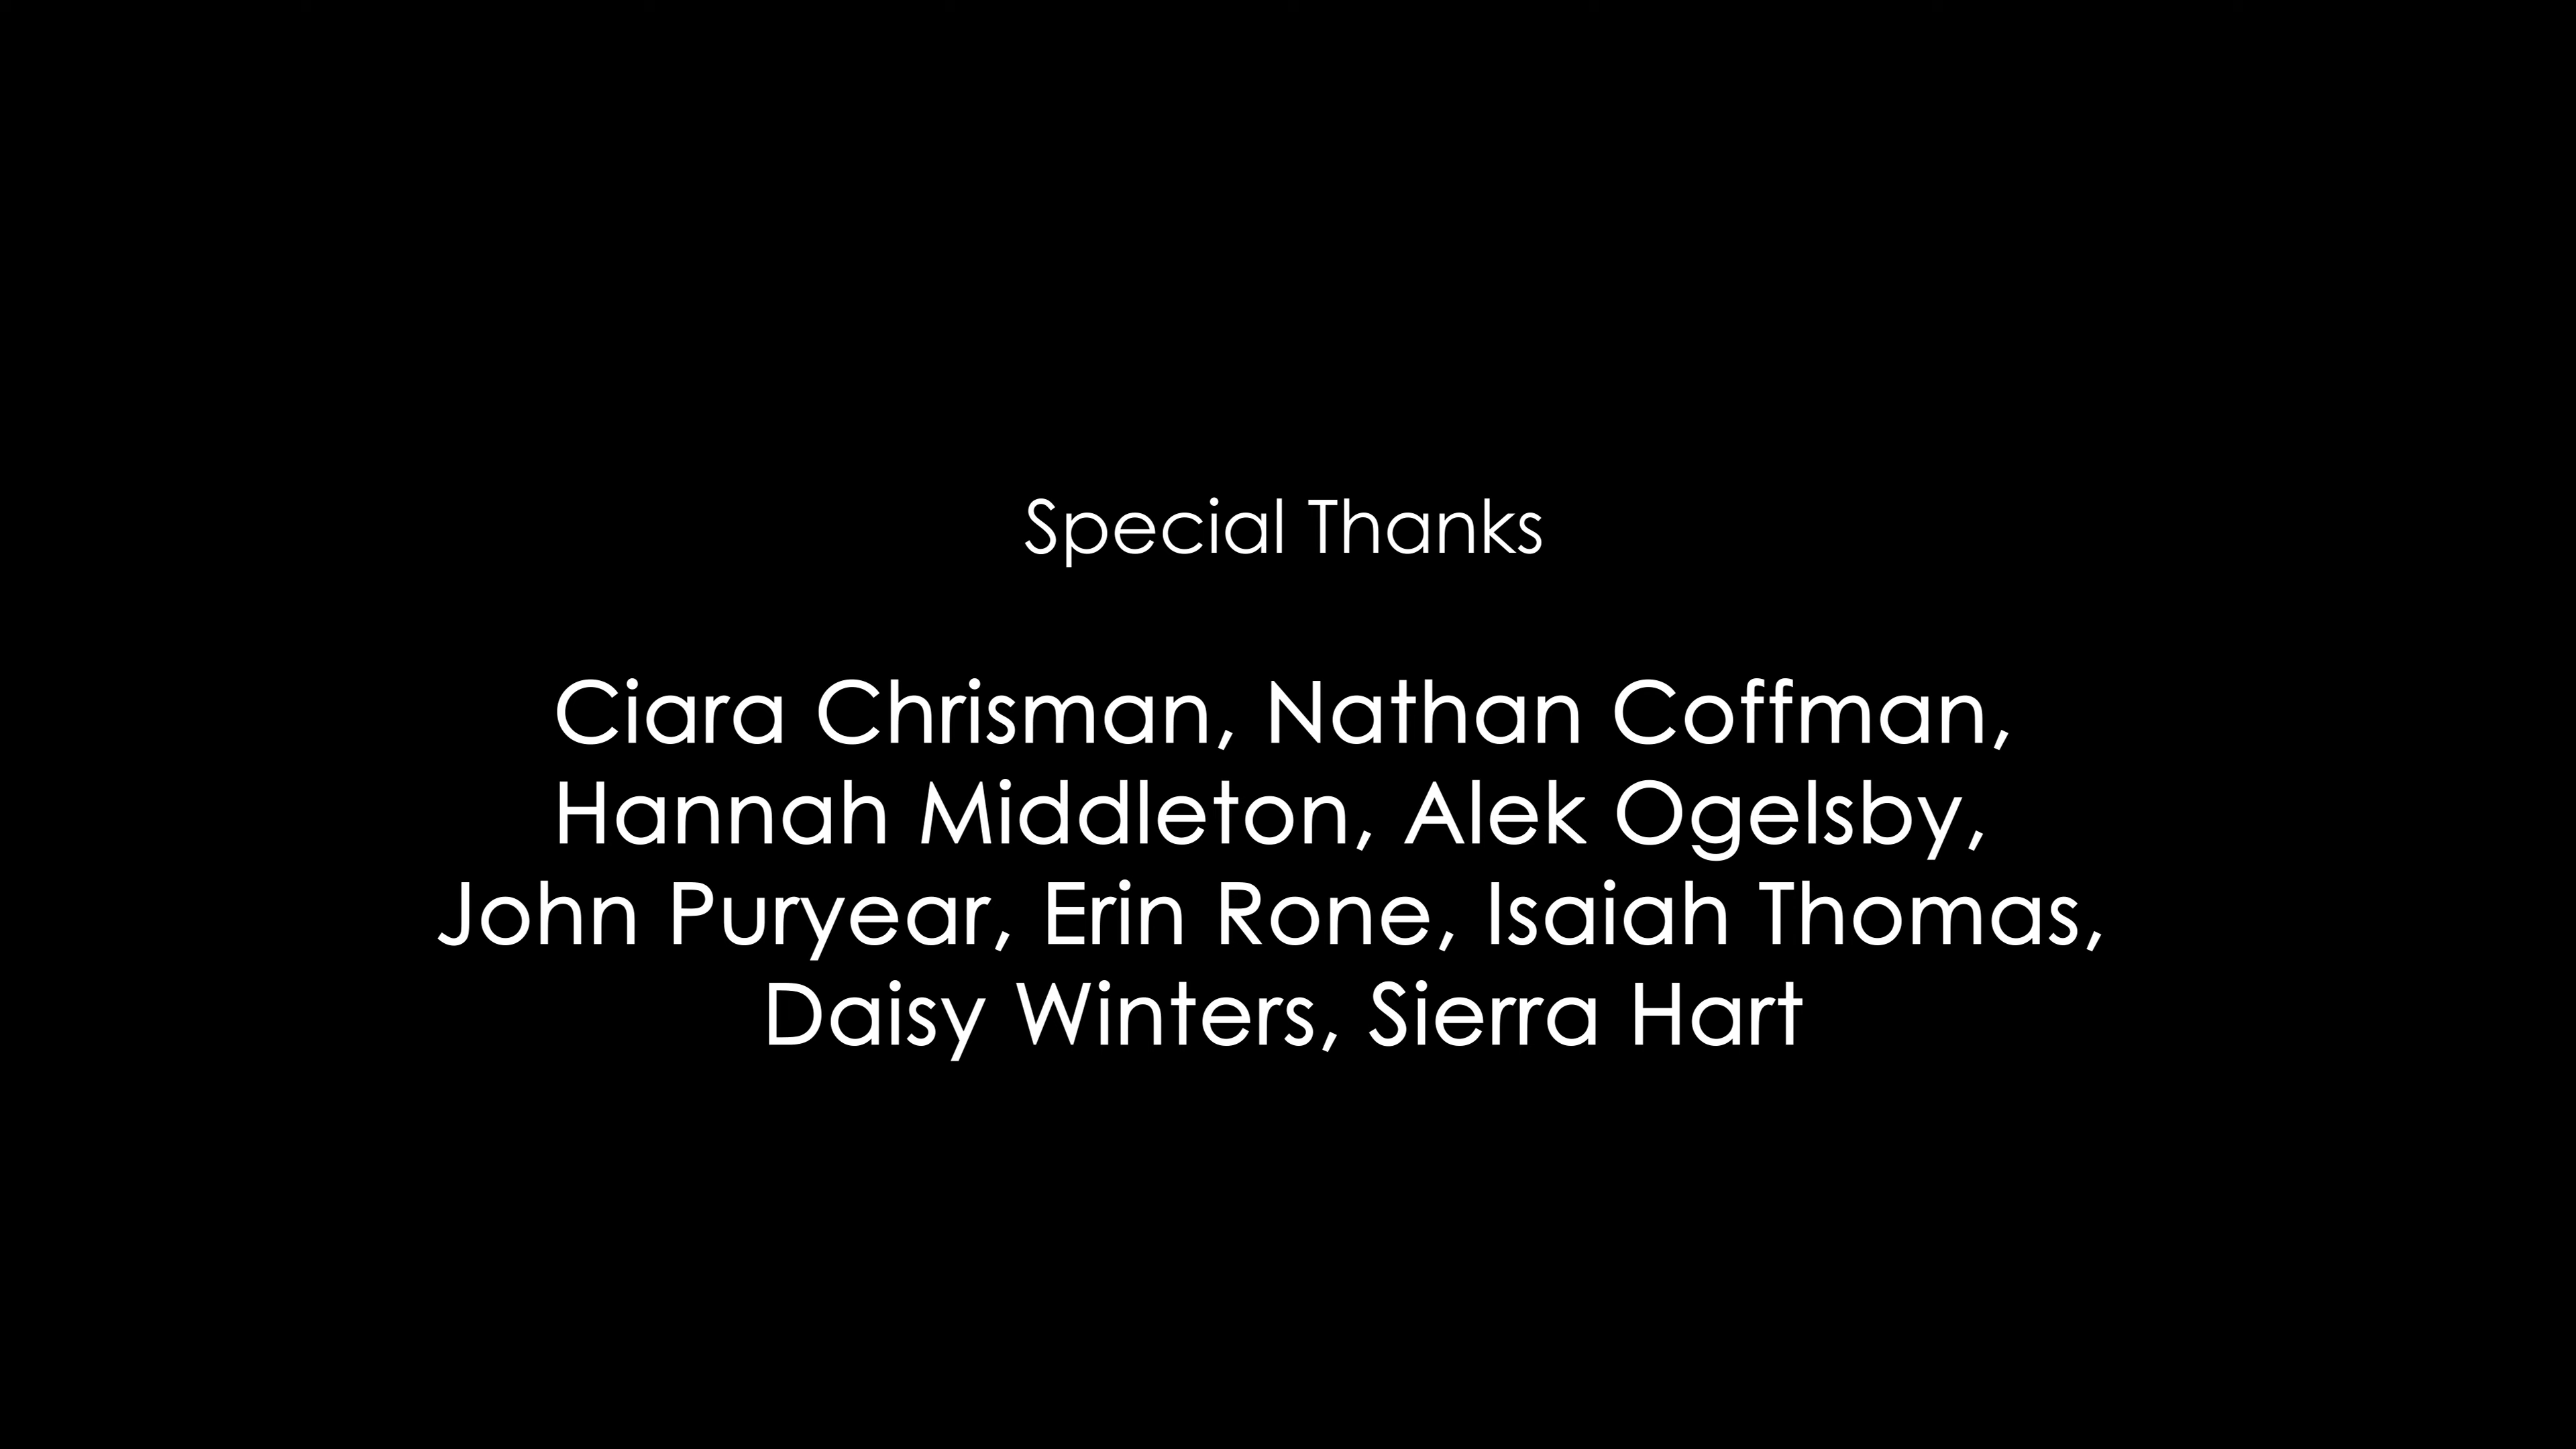 Special Thanks
Ciara Chrisman, Nathan Coffman,
Hannah Middleton, Alek Ogelsby,
John Puryear, Erin Rone, Isaiah Thomas,
Daisy Winters, Sierra Hart